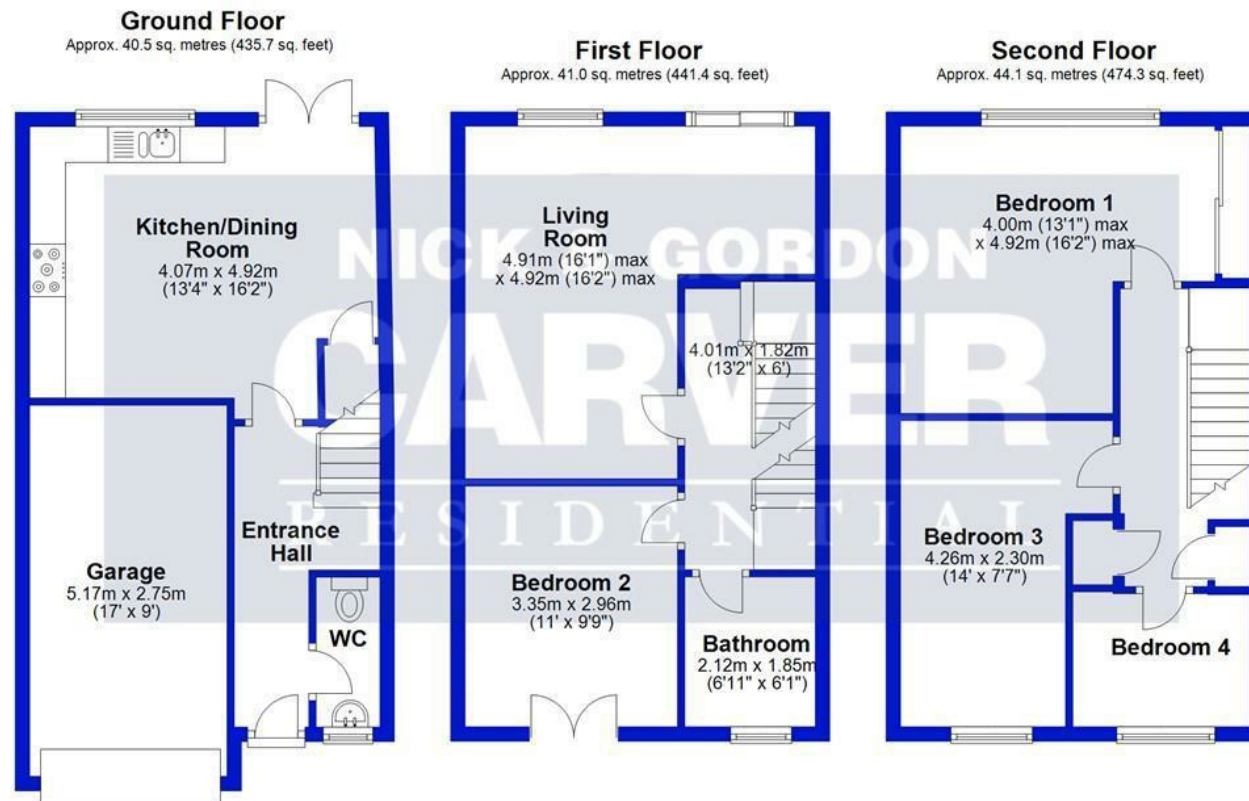 Ground Floor
Approx. 40.5 sq. metres (435.7 sq. feet)
Kitchen/Dining
Room
4.07m x 4.92m
(13'4" x 16'2")
Entrance
Hall
Garage
5.17m x 2.75m
(17' x 9')
WC
First Floor
Approx. 41.0 sq. metres (441.4 sq. feet)
Living
Room
4.91m (16'1") max
x 4.92m (16'2") max
4.01m x 1.82m
(13'2" x 6')
Bedroom 2
3.35m x 2.96m
(11' x 9'9")
Bathroom
2.12m x 1.85m
(6'11" x 6'1")
Second Floor
Approx. 44.1 sq. metres (474.3 sq. feet)
Bedroom 1
4.00m (13'1") max
x 4.92m (16'2") max
Bedroom 3
4.26m x 2.30m
(14' x 7'7")
Bedroom 4
NICK GORDON
CARVER
RESIDENTIAL